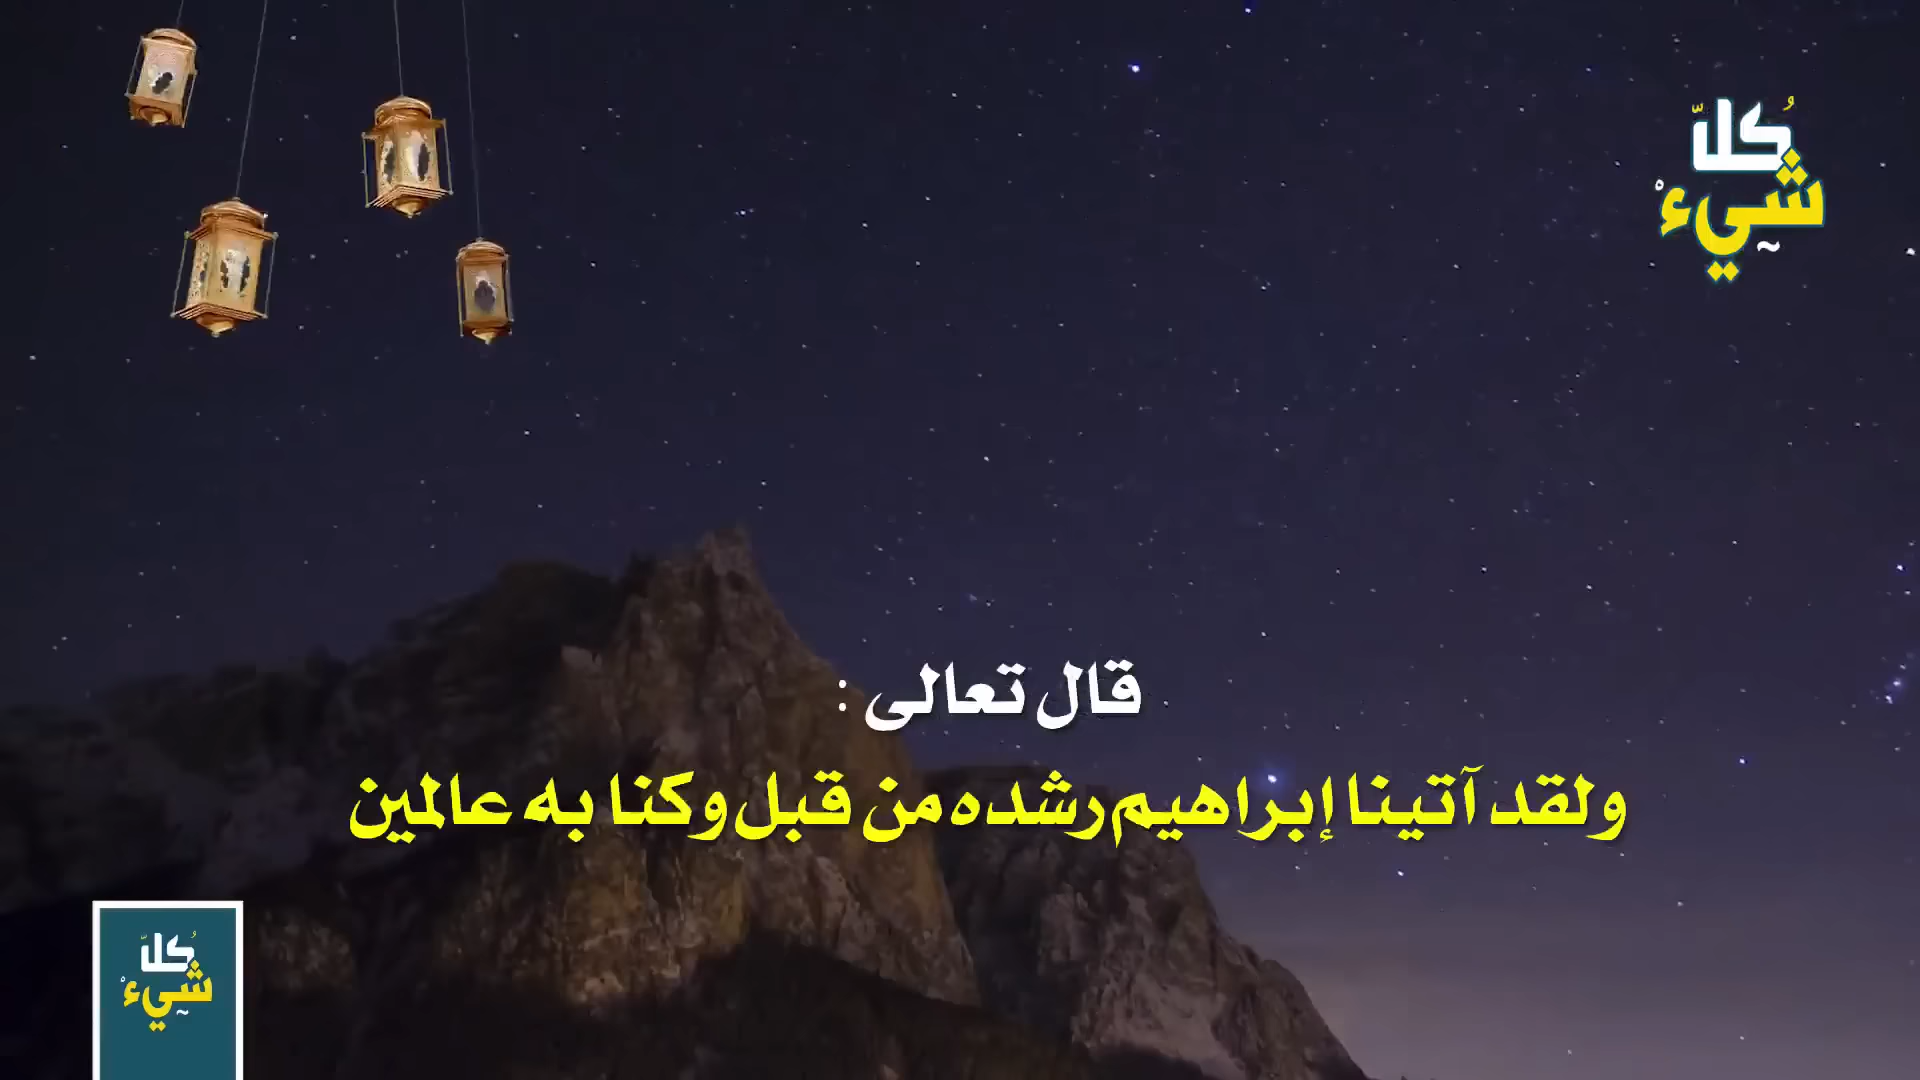 كلّ
شيء
قال تعالى :
ولقد آتينا إبراهيم رشده من قبل وكنا به عالمين
كلّ
شيء